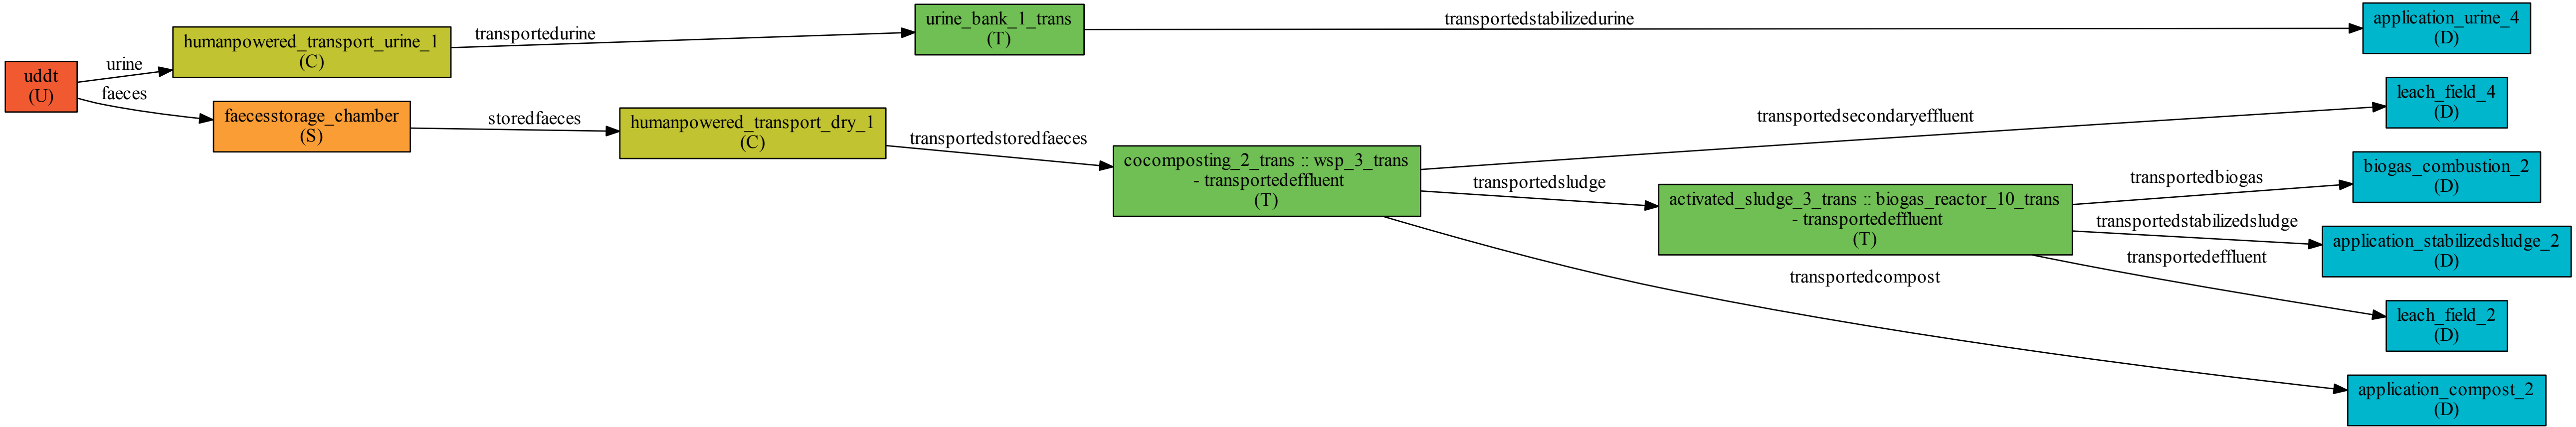 uddt
(U)
urine
faeces
humanpowered_transport_urine_1
(C)
faecesstorage_chamber
(S)
transportedurine
storedfaeces
humanpowered_transport_dry_1
(C)
urine_bank_1_trans
(T)
transportedstoredfaeces
cocomposting_2_trans :: wsp_3_trans
- transportedeffluent
(T)
transportedstabilizedurine
transportedsecondaryeffluent
transportedsludge
transportedcompost
activated_sludge_3_trans :: biogas_reactor_10_trans
- transportedeffluent
(T)
transportedbiogas
transportedstabilizedsludge
transportedeffluent
application_urine_4
(D)
leach_field_4
(D)
biogas_combustion_2
(D)
application_stabilizedsludge_2
(D)
leach_field_2
(D)
application_compost_2
(D)